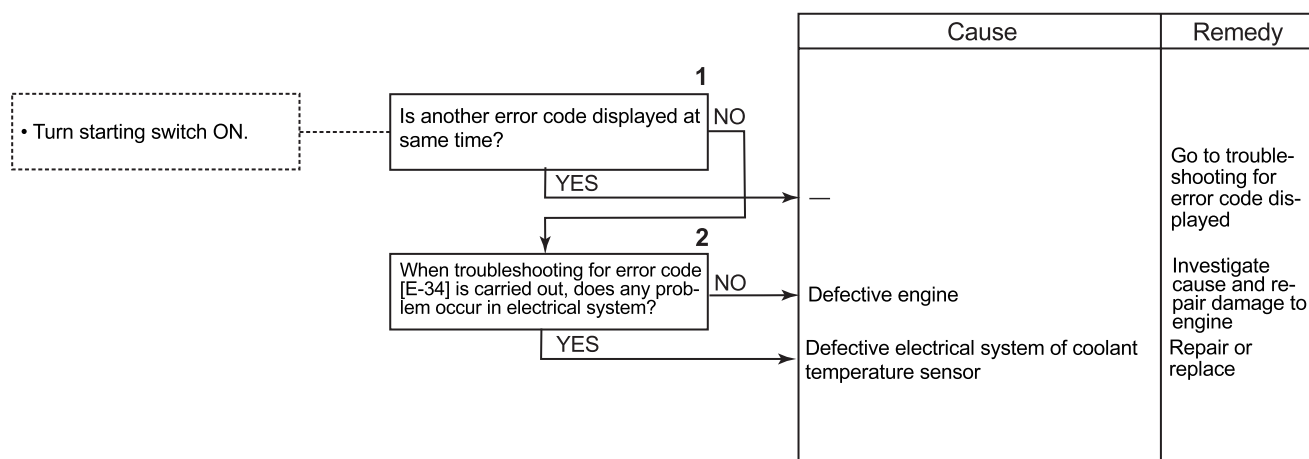 Cause
Remedy
1
• Turn starting switch ON.
Is another error code displayed at
same time?
NO
YES
—
Go to trouble-
shooting for
error code dis-
played
2
When troubleshooting for error code
[E-34] is carried out, does any prob-
lem occur in electrical system?
NO
Defective engine
Investigate
cause and re-
pair damage to
engine
YES
Defective electrical system of coolant
temperature sensor
Repair or
replace